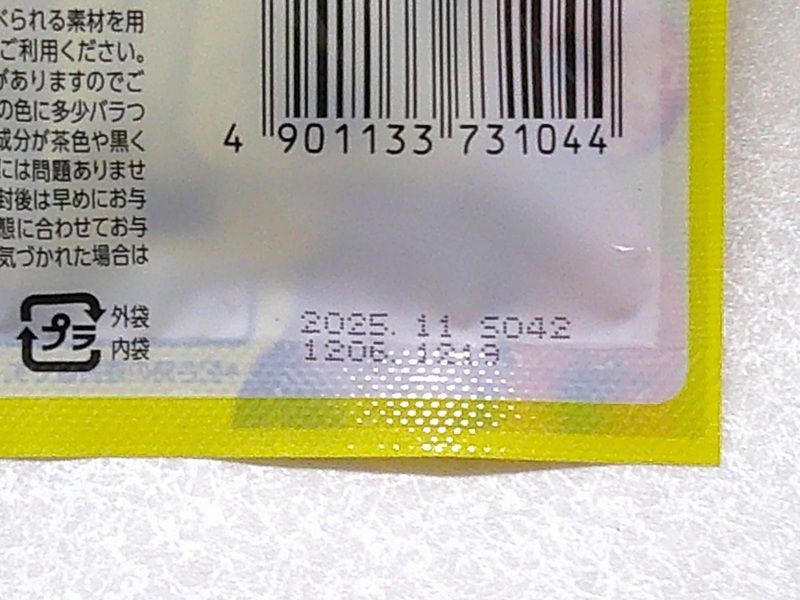 べられる素材を用
ご利用ください。
がありますのでご
の色に多少バラつ
成分が茶色や黒く
には問題ありませ
封後は早めにお与
態に合わせてお与
気づかれた場合は
4 901133 731044
プラ
外袋
内袋
2025.11 5042
1206.1219